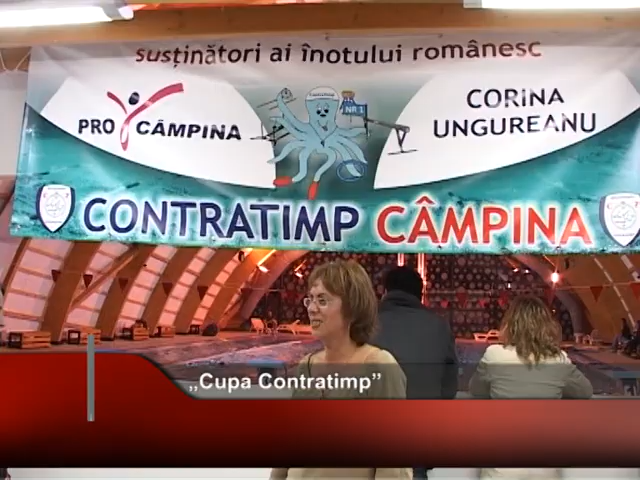 susținători ai înotului românesc
PRO CÂMPINA
NR 1
CORINA
UNGUREANU
CONTRATIMP CÂMPINA
„Cupa Contratimp”